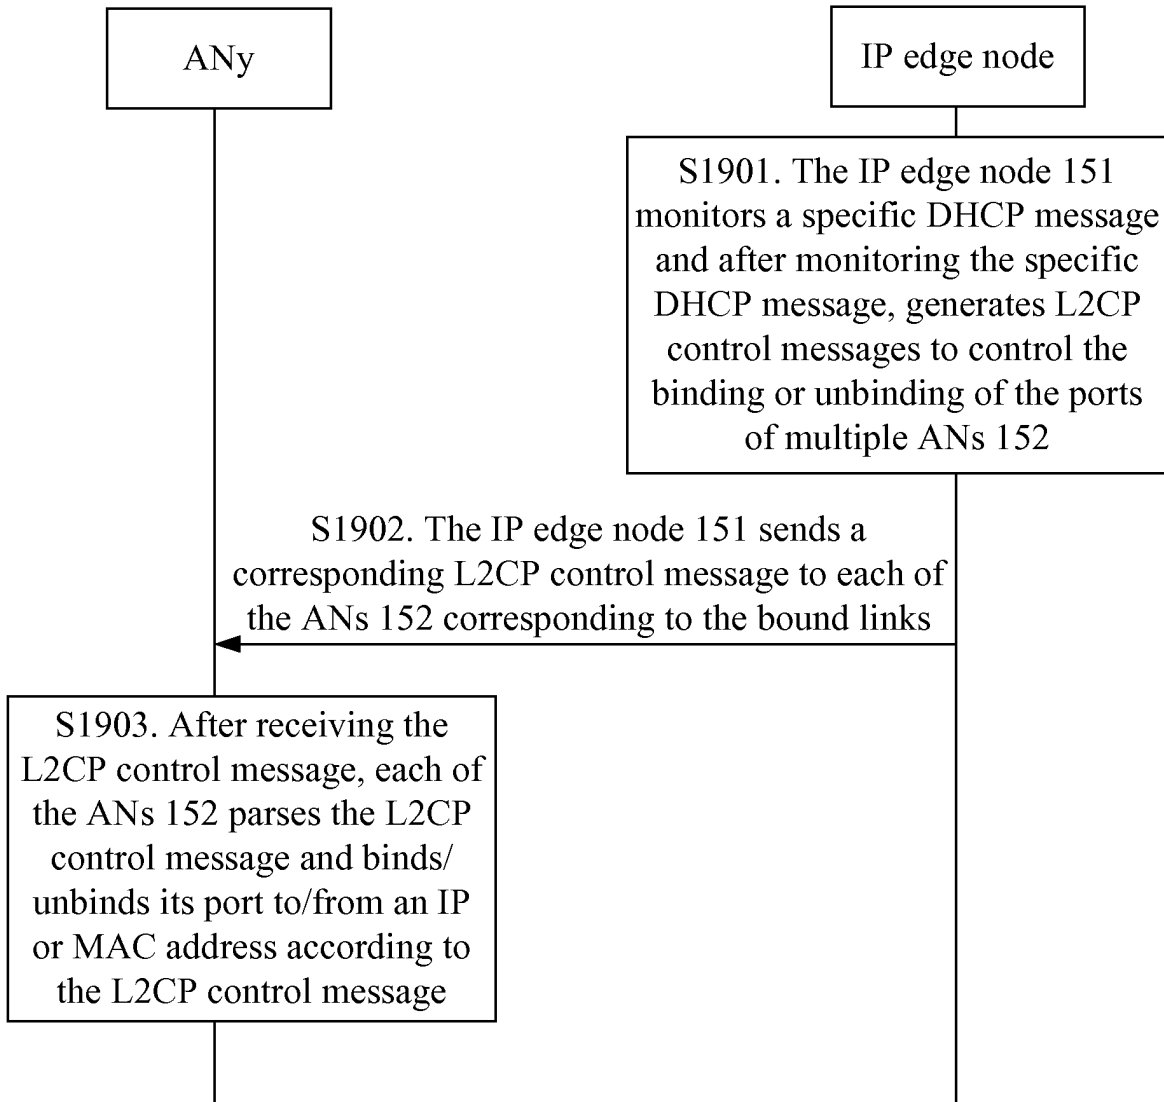 ANy
IP edge node
S1901. The IP edge node 151
monitors a specific DHCP message
and after monitoring the specific
DHCP message, generates L2CP
control messages to control the
binding or unbinding of the ports
of multiple ANs 152
S1902. The IP edge node 151 sends a
corresponding L2CP control message to each of
the ANs 152 corresponding to the bound links
S1903. After receiving the
L2CP control message, each of
the ANs 152 parses the L2CP
control message and binds/
unbinds its port to/from an IP
or MAC address according to
the L2CP control message